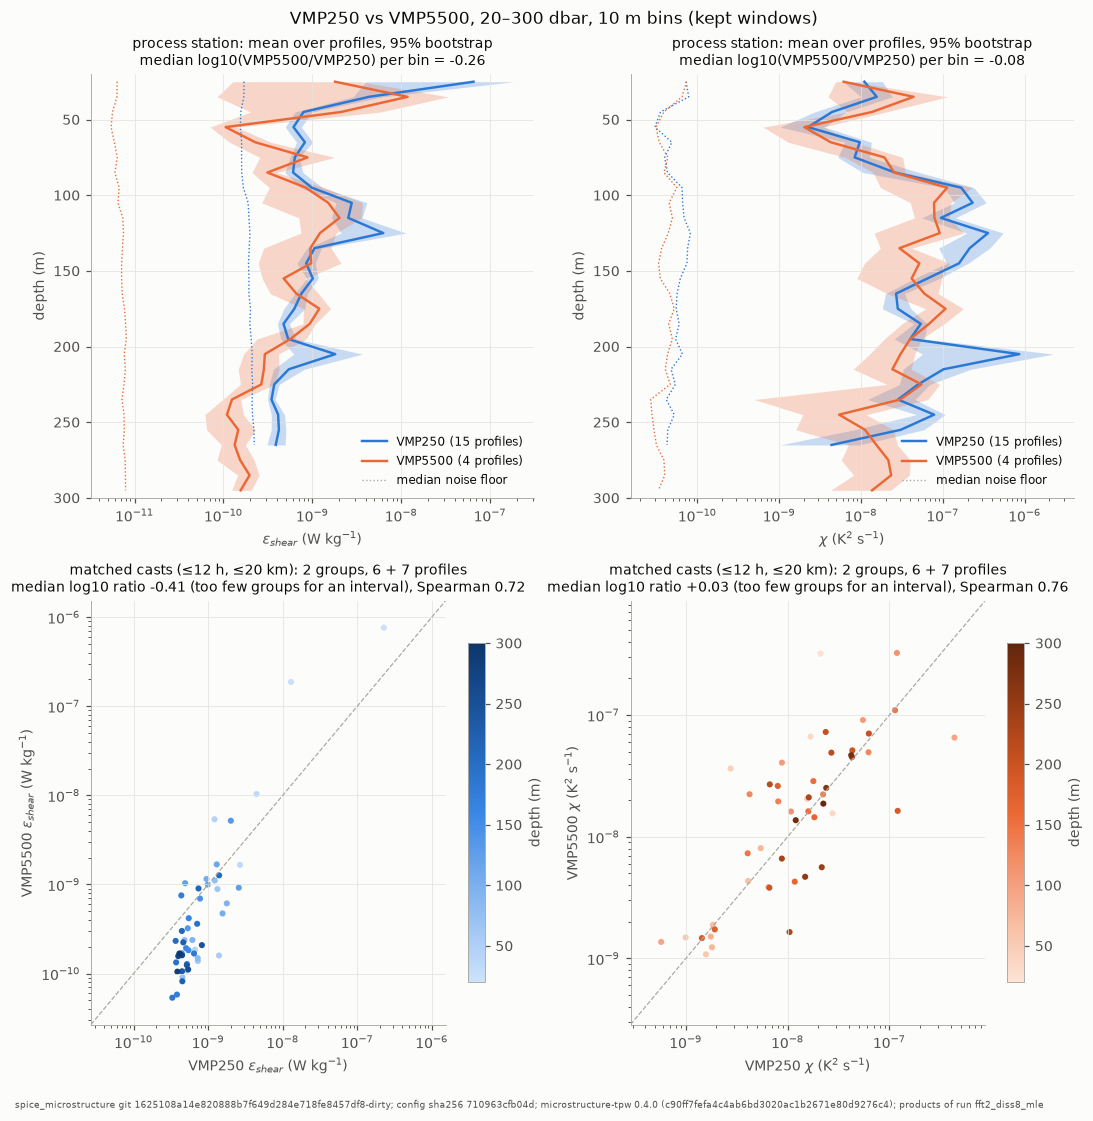 VMP250 vs VMP5500, 20–300 dbar, 10 m bins (kept windows)
process station: mean over profiles, 95% bootstrap
median log10(VMP5500/VMP250) per bin = -0.26
50
100
150
200
250
300
depth (m)
10⁻¹¹
10⁻¹⁰
10⁻⁹
10⁻⁸
10⁻⁷
ε_shear (W kg⁻¹)
VMP250 (15 profiles)
VMP5500 (4 profiles)
median noise floor
process station: mean over profiles, 95% bootstrap
median log10(VMP5500/VMP250) per bin = -0.08
50
100
150
200
250
300
depth (m)
10⁻¹⁰
10⁻⁹
10⁻⁸
10⁻⁷
10⁻⁶
χ (K² s⁻¹)
VMP250 (15 profiles)
VMP5500 (4 profiles)
median noise floor
matched casts (≤12 h, ≤20 km): 2 groups, 6 + 7 profiles
median log10 ratio -0.41 (too few groups for an interval), Spearman 0.72
10⁻⁶
10⁻⁷
10⁻⁸
10⁻⁹
10⁻¹⁰
VMP5500 ε_shear (W kg⁻¹)
10⁻¹⁰
10⁻⁹
10⁻⁸
10⁻⁷
10⁻⁶
VMP250 ε_shear (W kg⁻¹)
300
250
200
150
100
50
depth (m)
matched casts (≤12 h, ≤20 km): 2 groups, 6 + 7 profiles
median log10 ratio +0.03 (too few groups for an interval), Spearman 0.76
10⁻⁷
10⁻⁸
10⁻⁹
VMP5500 χ (K² s⁻¹)
10⁻⁹
10⁻⁸
10⁻⁷
VMP250 χ (K² s⁻¹)
300
250
200
150
100
50
depth (m)
spice_microstructure git 1625108a14e820888b7f649d284e718fe8457df8-dirty; config sha256 710963cfb04d; microstructure-tpw 0.4.0 (c90ff7fefa4c4ab6bd3020ac1b2671e80d9276c4); products of run fft2_diss8_mle